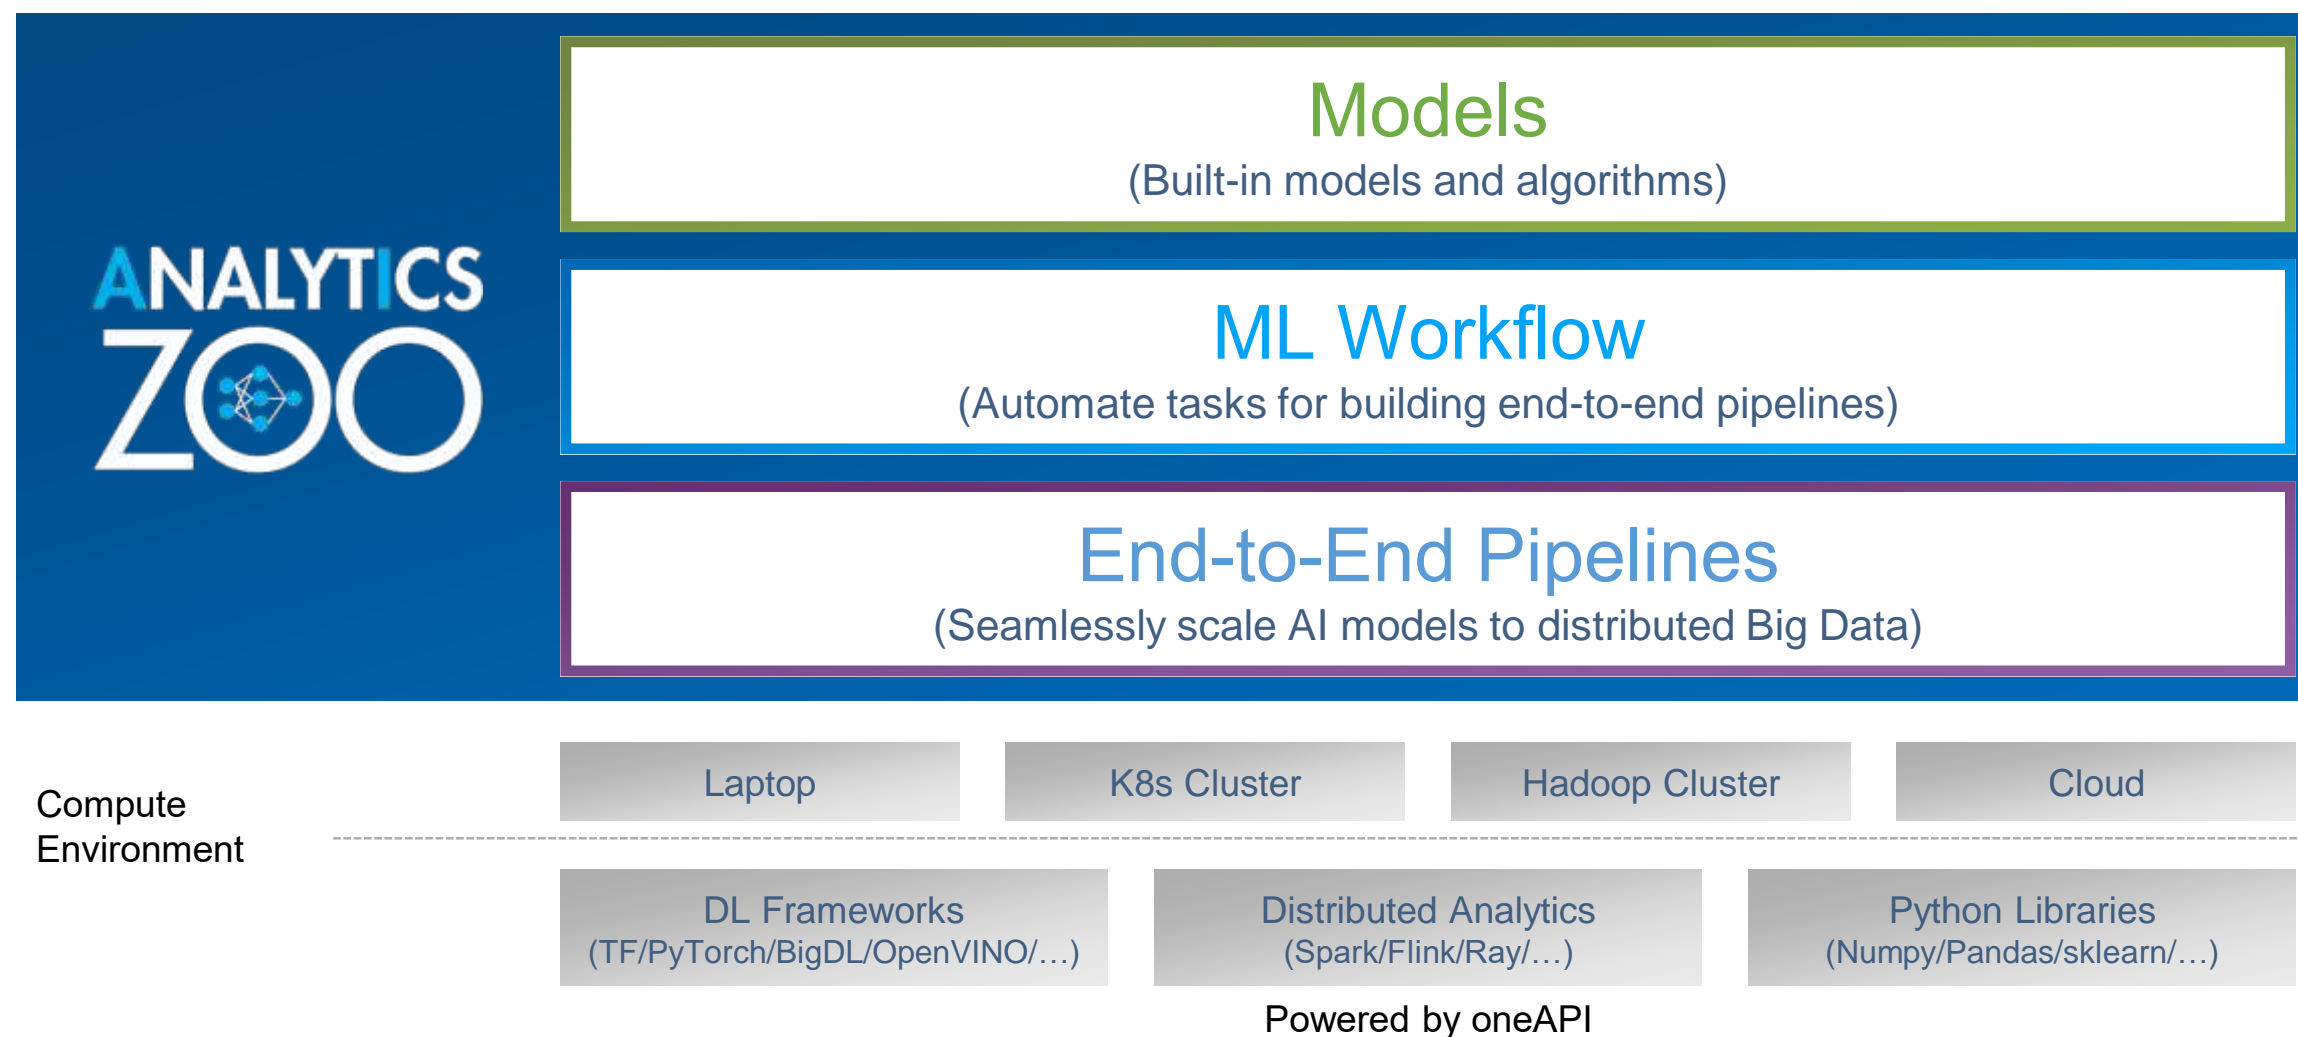 ANALYTICS
ZOO
Models
(Built-in models and algorithms)
ML Workflow
(Automate tasks for building end-to-end pipelines)
End-to-End Pipelines
(Seamlessly scale AI models to distributed Big Data)
Compute
Environment
Laptop
K8s Cluster
Hadoop Cluster
Cloud
DL Frameworks
(TF/PyTorch/BigDL/OpenVINO/…)
Distributed Analytics
(Spark/Flink/Ray/…)
Python Libraries
(Numpy/Pandas/sklearn/…)
Powered by oneAPI